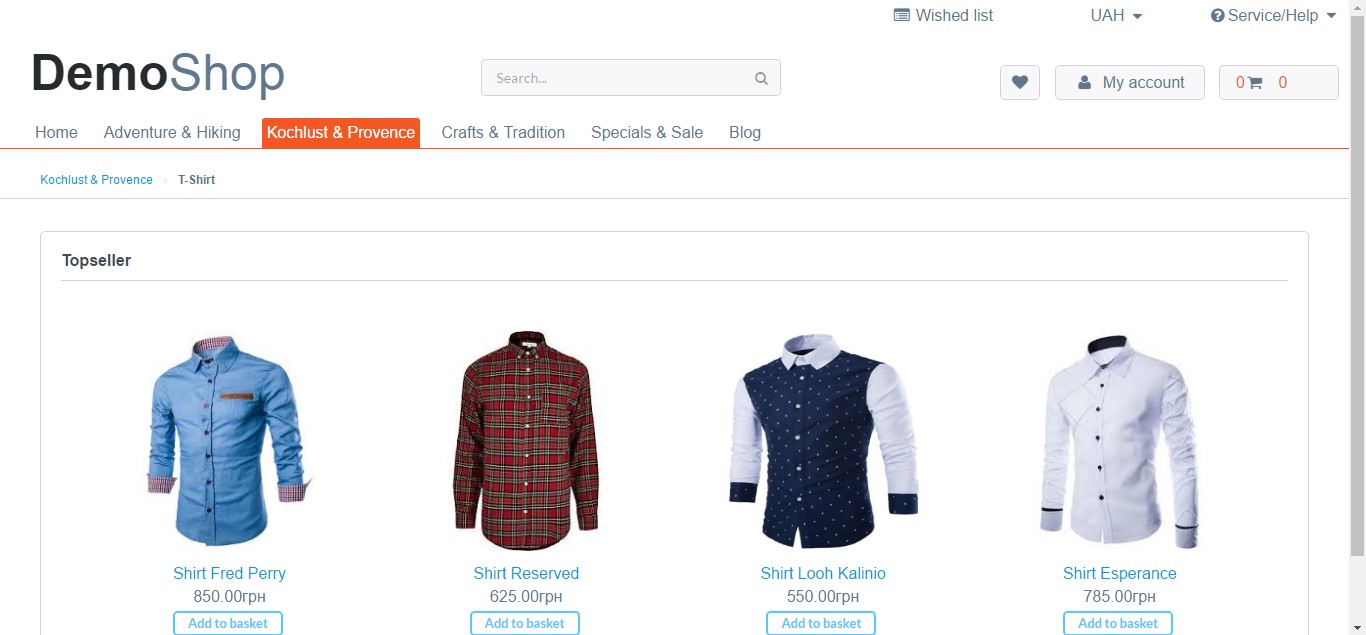 Wished list UAH Service/Help
DemoShop
Search...
My account
0 0
Home Adventure & Hiking Kochlust & Provence Crafts & Tradition Specials & Sale Blog
Kochlust & Provence › T-Shirt
Topseller
Shirt Fred Perry Shirt Reserved Shirt Looh Kalinio Shirt Esperance
850.00грн 625.00грн 550.00грн 785.00грн
Add to basket Add to basket Add to basket Add to basket